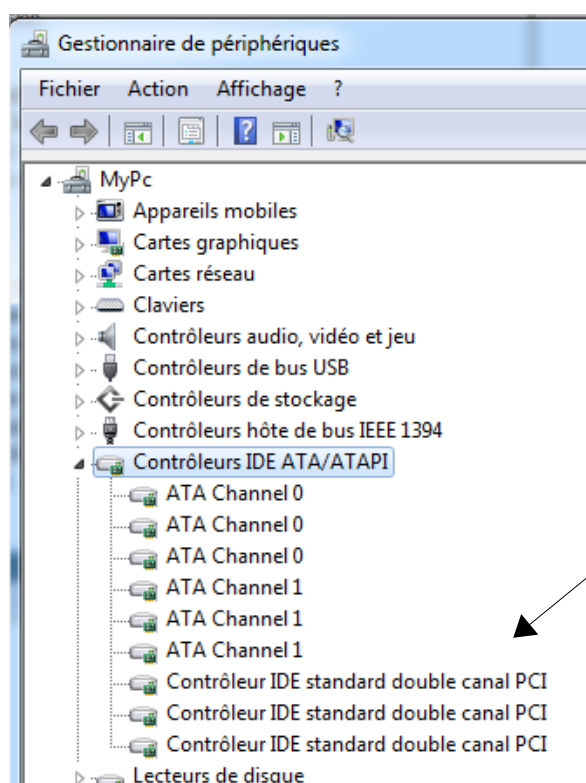 Gestionnaire de périphériques
Fichier Action Affichage ?
MyPc
Appareils mobiles
Cartes graphiques
Cartes réseau
Claviers
Contrôleurs audio, vidéo et jeu
Contrôleurs de bus USB
Contrôleurs de stockage
Contrôleurs hôte de bus IEEE 1394
Contrôleurs IDE ATA/ATAPI
ATA Channel 0
ATA Channel 0
ATA Channel 0
ATA Channel 1
ATA Channel 1
ATA Channel 1
Contrôleur IDE standard double canal PCI
Contrôleur IDE standard double canal PCI
Contrôleur IDE standard double canal PCI
Lecteurs de disque